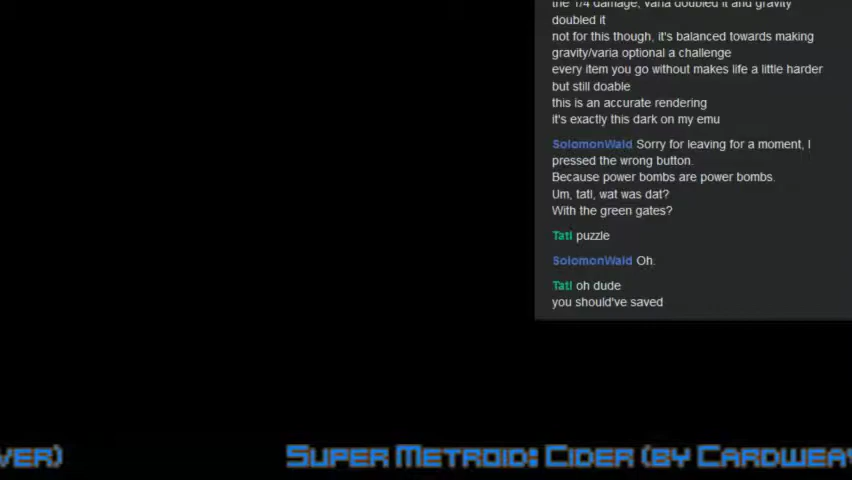 the 1/4 damage, varia doubled it and gravity
doubled it
not for this though, it's balanced towards making
gravity/varia optional a challenge
every item you go without makes life a little harder
but still doable
this is an accurate rendering
it's exactly this dark on my emu
SolomonWald Sorry for leaving for a moment, I
pressed the wrong button.
Because power bombs are power bombs.
Um, tati, wat was dat?
With the green gates?
Tati puzzle
SolomonWald Oh.
Tati oh dude
you should've saved
VER) SUPER METROID: CIDER (BY CARDWEAV